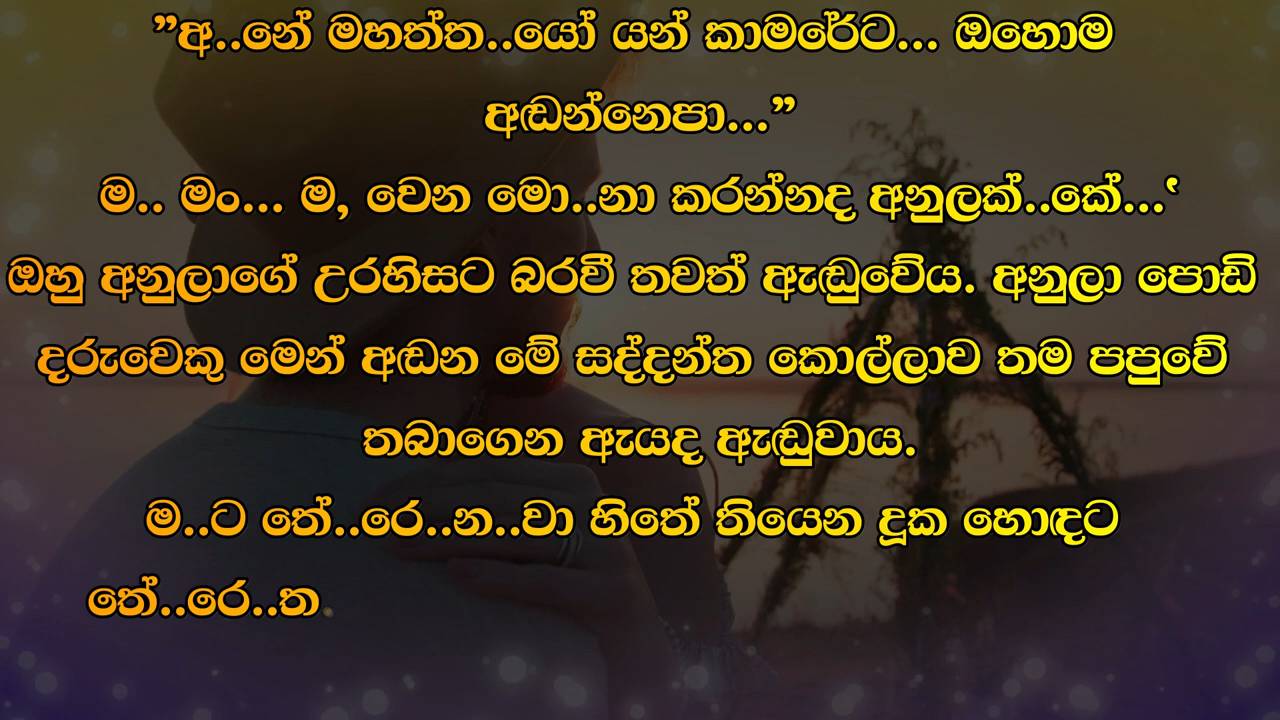 ”අ..නේ මහත්ත..යෝ යන් කාමරේට... ඔහොම
අඬන්නෙපා...”
ම.. මං... ම, වෙන මො..නා කරන්නද අනුලක්..කේ...‛
ඔහු අනුලාගේ උරහිසට බරවී තවත් ඇඬුවේය. අනුලා පොඩි
දරුවෙකු මෙන් අඬන මේ සද්දන්ත කොල්ලාව තම පපුවේ
තබාගෙන ඇයද ඇඬුවාය.
ම..ට තේ..රෙ..න..වා හිතේ තියෙන දූක හොඳට
තේ..රෙ..ත.